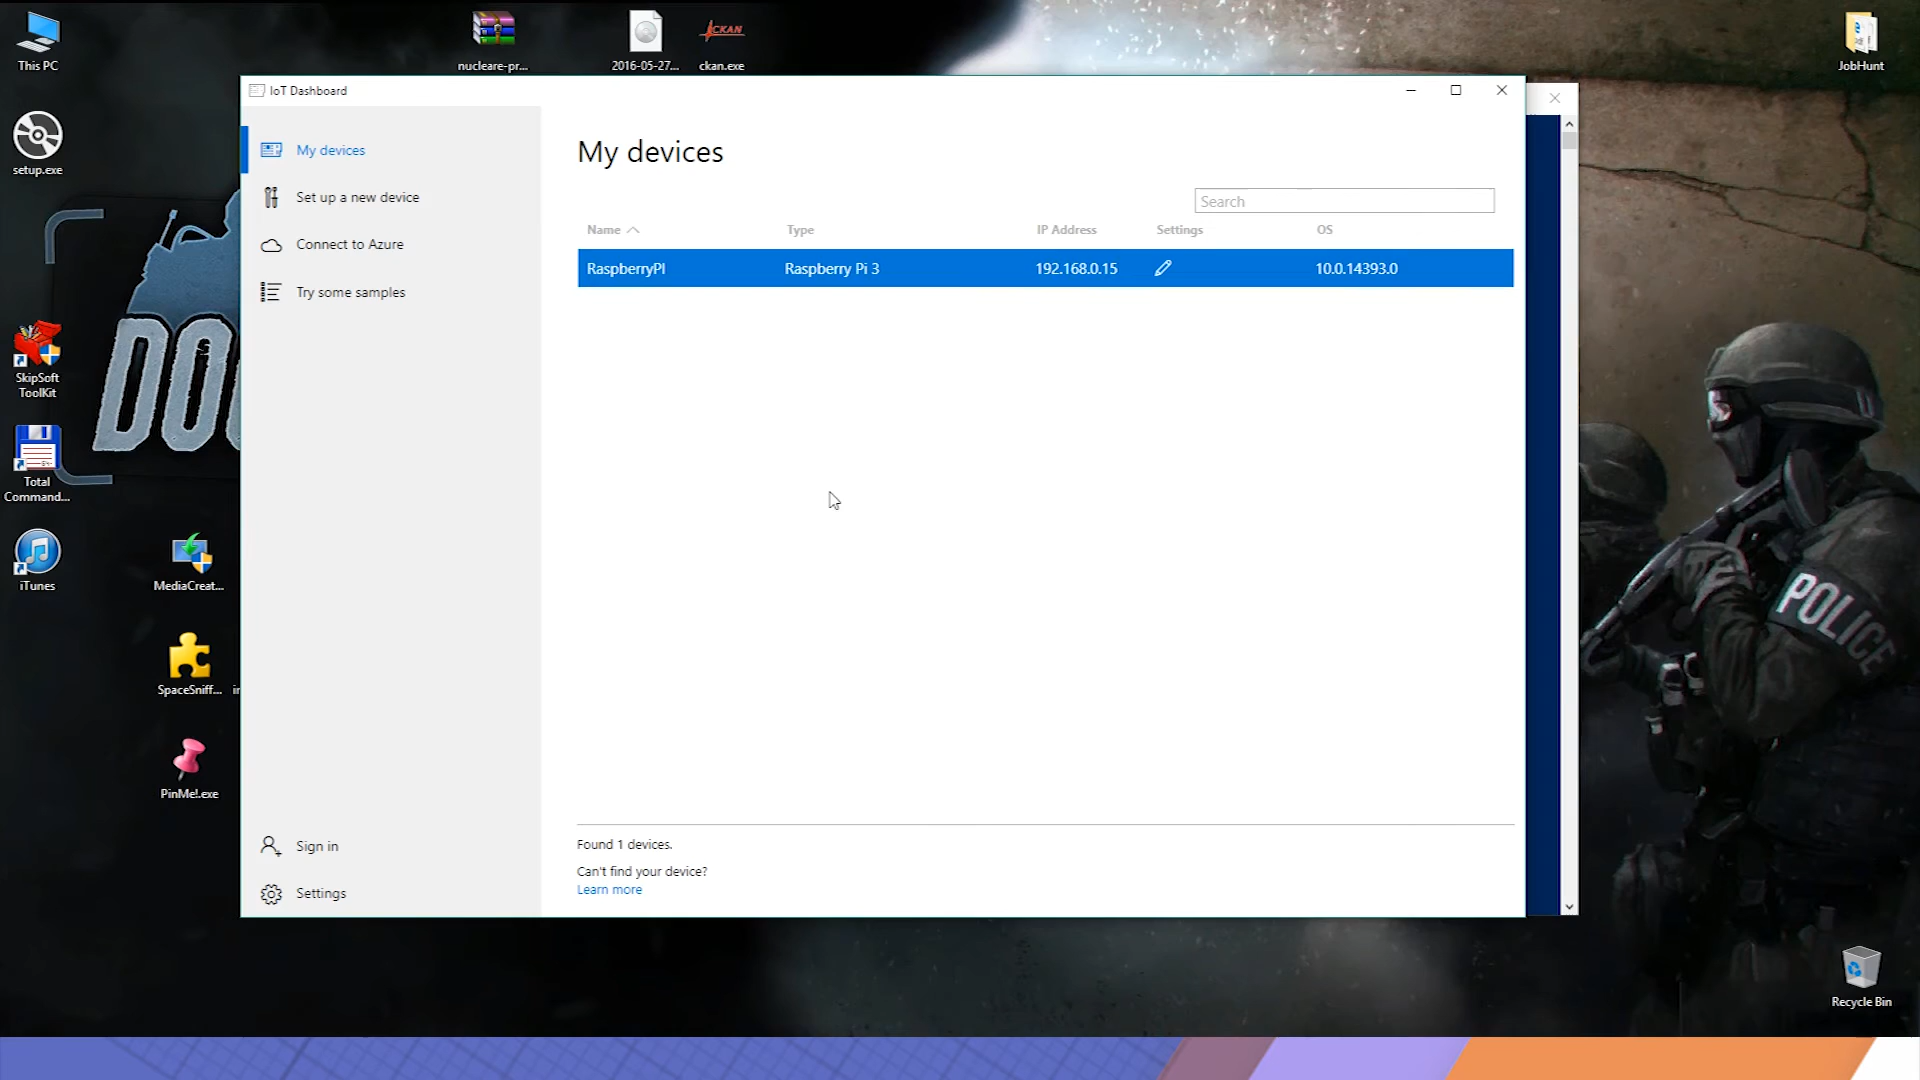 This PC
nucleare-pr...
2016-05-27...
ckan.exe
CKAN
JobHunt
IoT Dashboard
setup.exe
My devices
Set up a new device
Connect to Azure
Try some samples
My devices
Search
Name
Type
IP Address
Settings
OS
RaspberryPI
Raspberry Pi 3
192.168.0.15
10.0.14393.0
SkipSoft
ToolKit
Total
Command...
iTunes
MediaCreat...
SpaceSniff...
PinMe!.exe
POLICE
Sign in
Settings
Found 1 devices.
Can't find your device?
Learn more
Recycle Bin